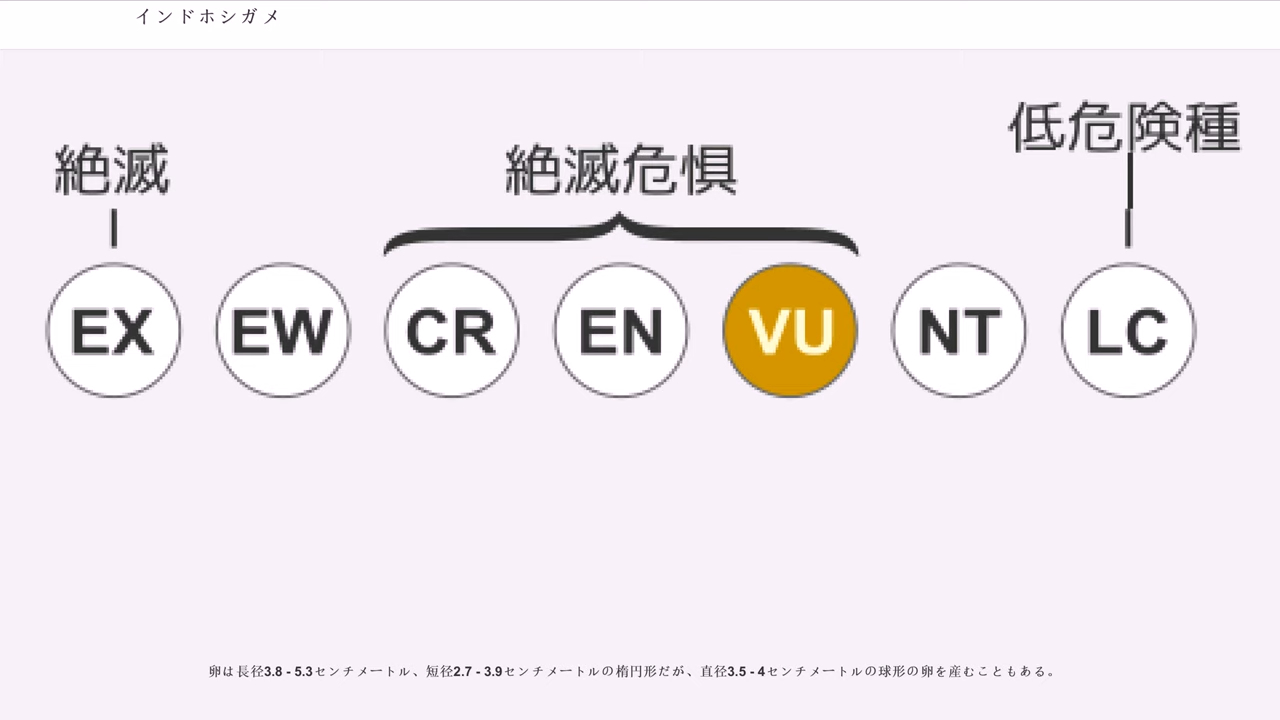 インドホシガメ
低危険種
絶滅 絶滅危惧
EX EW CR EN VU NT LC
卵は長径3.8 - 5.3センチメートル、短径2.7 - 3.9センチメートルの楕円形だが、直径3.5 - 4センチメートルの球形の卵を産むこともある。